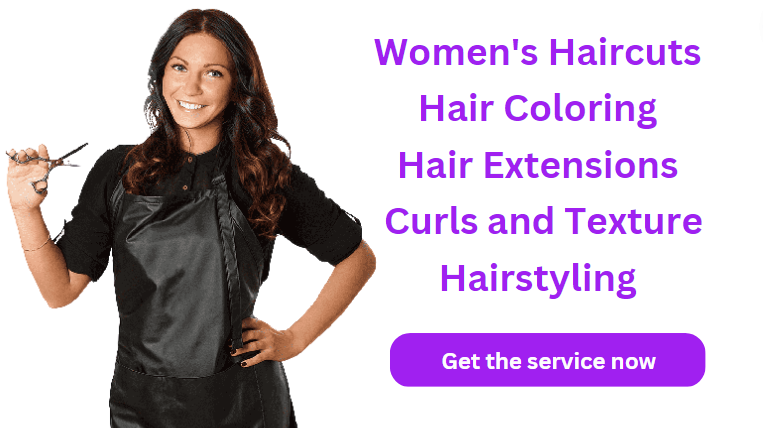 Women's Haircuts
Hair Coloring
Hair Extensions
Curls and Texture
Hairstyling
Get the service now